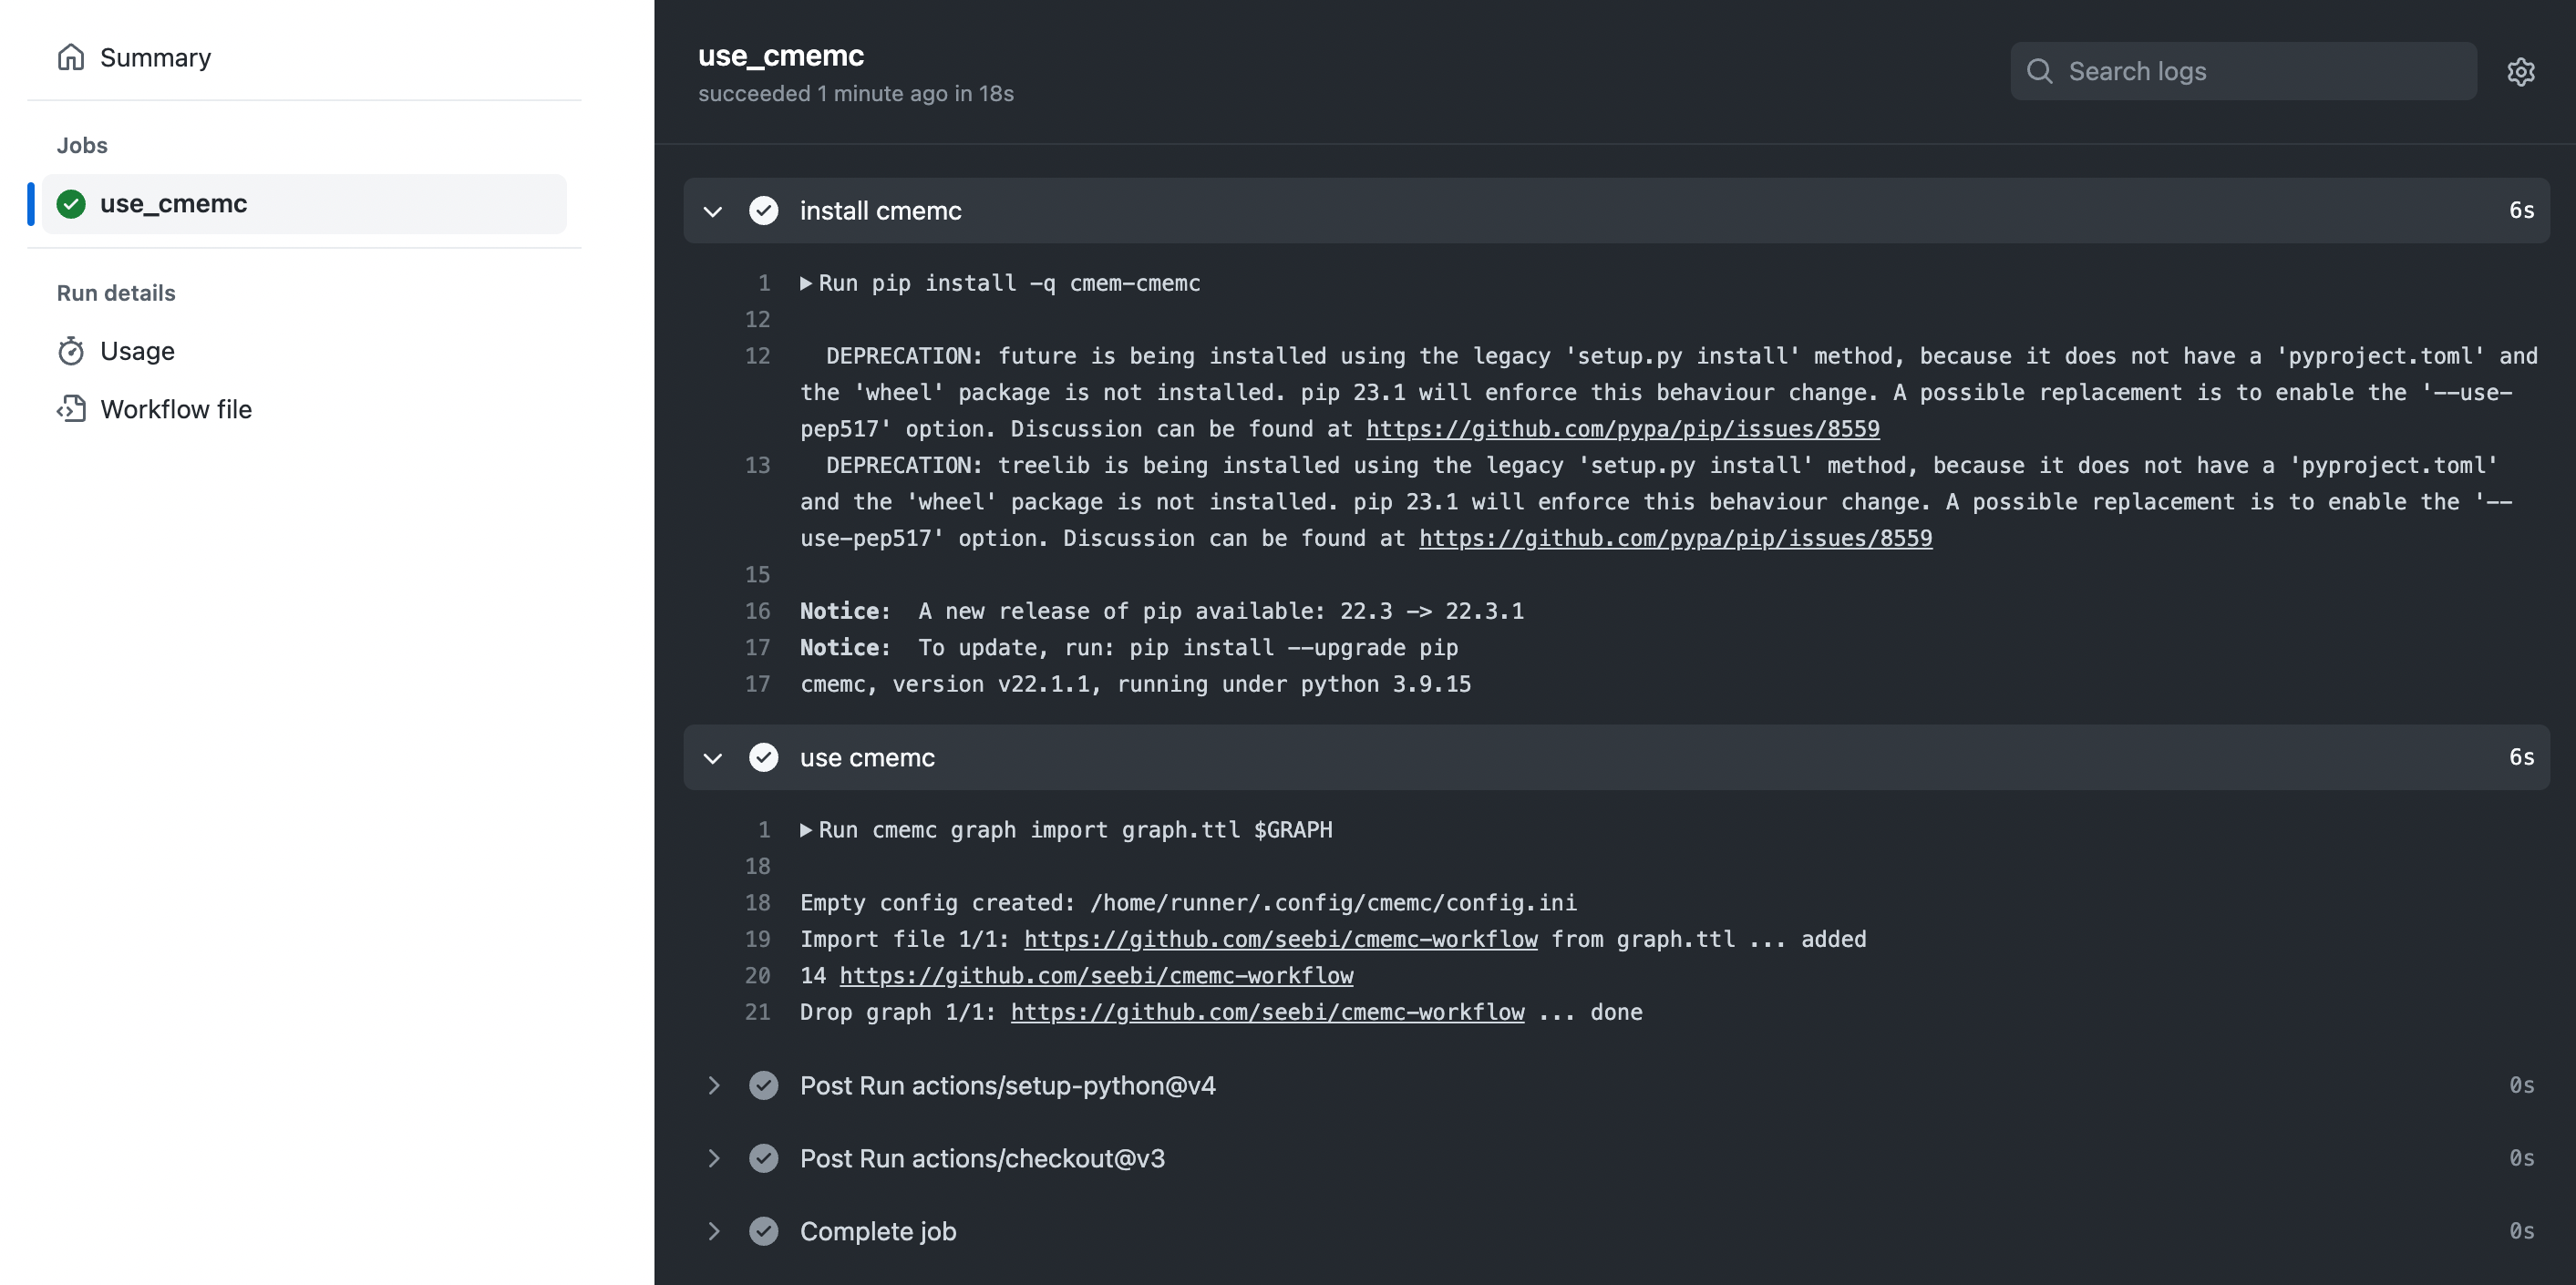 Summary
Jobs
use_cmemc
Run details
Usage
Workflow file
use_cmemc
succeeded 1 minute ago in 18s
Search logs
install cmemc 6s
1 Run pip install -q cmem-cmemc
12
12 DEPRECATION: future is being installed using the legacy 'setup.py install' method, because it does not have a 'pyproject.toml' and
the 'wheel' package is not installed. pip 23.1 will enforce this behaviour change. A possible replacement is to enable the '--use-
pep517' option. Discussion can be found at https://github.com/pypa/pip/issues/8559
13 DEPRECATION: treelib is being installed using the legacy 'setup.py install' method, because it does not have a 'pyproject.toml'
and the 'wheel' package is not installed. pip 23.1 will enforce this behaviour change. A possible replacement is to enable the '--
use-pep517' option. Discussion can be found at https://github.com/pypa/pip/issues/8559
15
16 Notice: A new release of pip available: 22.3 -> 22.3.1
17 Notice: To update, run: pip install --upgrade pip
17 cmemc, version v22.1.1, running under python 3.9.15
use cmemc 6s
1 Run cmemc graph import graph.ttl $GRAPH
18
18 Empty config created: /home/runner/.config/cmemc/config.ini
19 Import file 1/1: https://github.com/seebi/cmemc-workflow from graph.ttl ... added
20 14 https://github.com/seebi/cmemc-workflow
21 Drop graph 1/1: https://github.com/seebi/cmemc-workflow ... done
Post Run actions/setup-python@v4 0s
Post Run actions/checkout@v3 0s
Complete job 0s